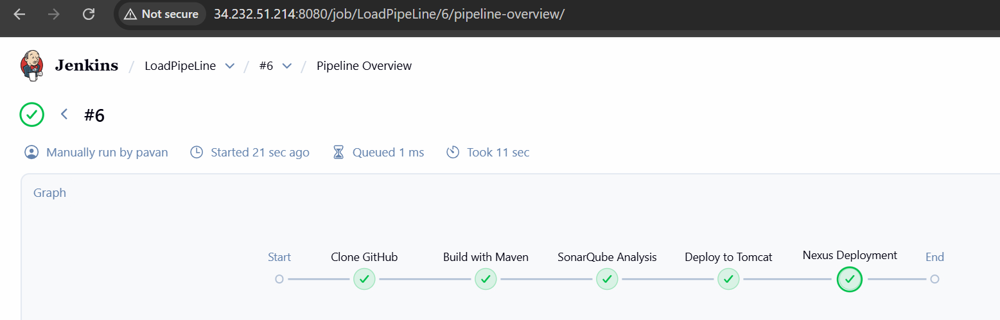 Not secure 34.232.51.214:8080/job/LoadPipeLine/6/pipeline-overview/
Jenkins / LoadPipeLine / #6 / Pipeline Overview
#6
Manually run by pavan Started 21 sec ago Queued 1 ms Took 11 sec
Graph
Start Clone GitHub Build with Maven SonarQube Analysis Deploy to Tomcat Nexus Deployment End